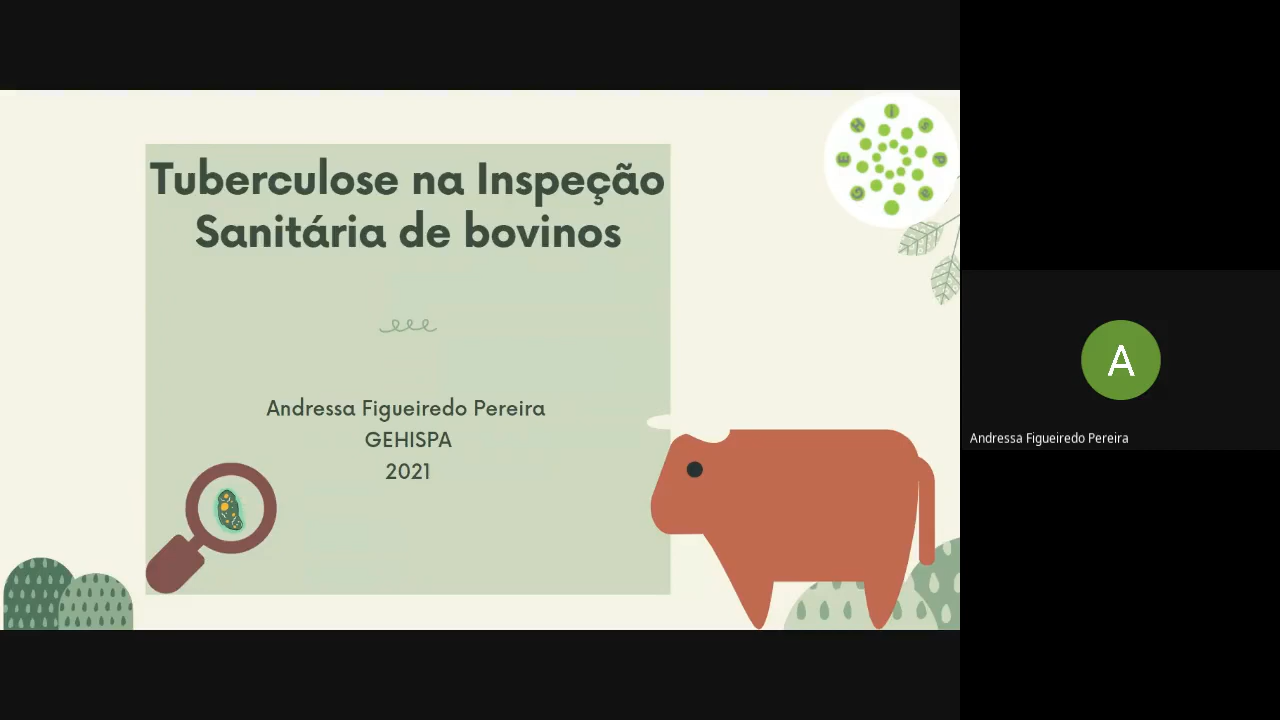 Tuberculose na Inspeção
Sanitária de bovinos
Andressa Figueiredo Pereira
GEHISPA
2021
A
Andressa Figueiredo Pereira